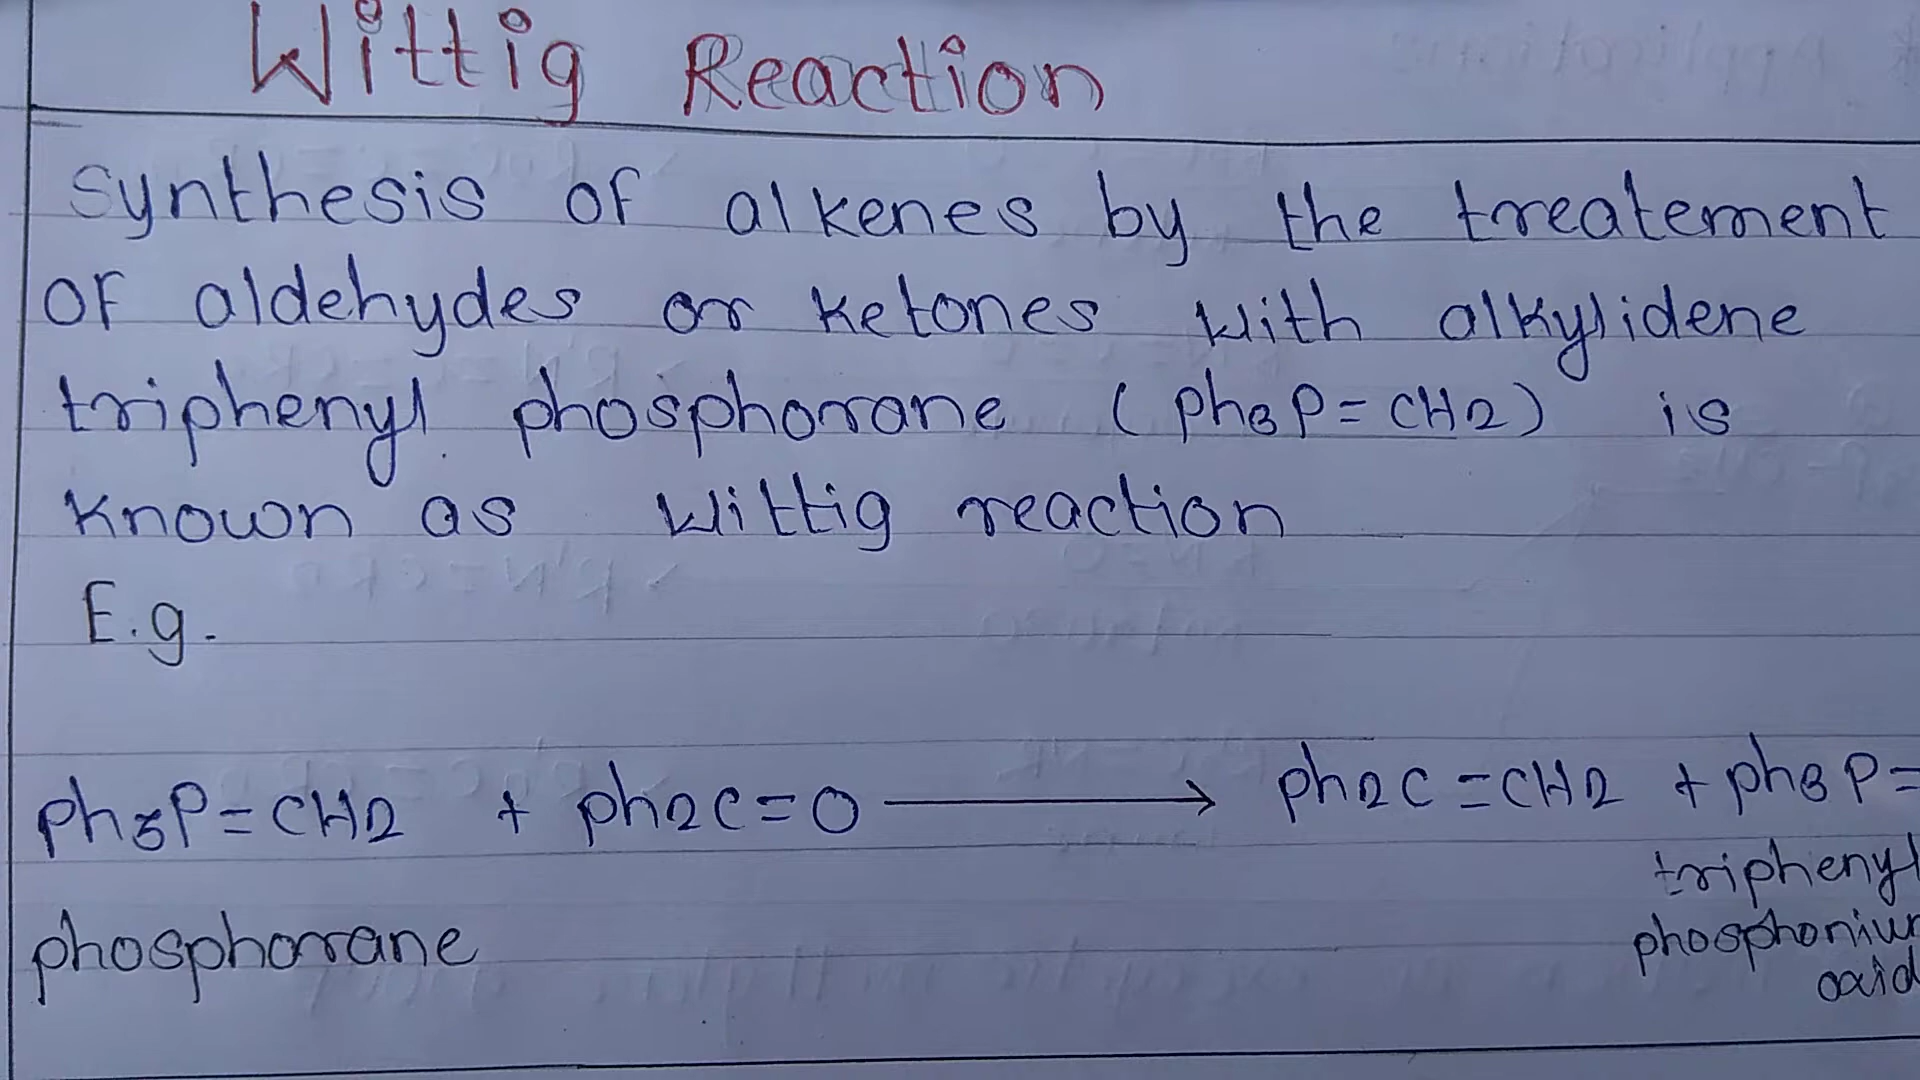 Wittig Reaction
Synthesis of alkenes by the treatement
of aldehydes or ketones with alkylidene
triphenyl phosphorane (ph3P=CH2) is
known as Wittig reaction
E.g.
ph3P=CH2 + ph2C=O → ph2C=CH2 + ph3P=
triphenyl
phosphorane phosphonium
oxid